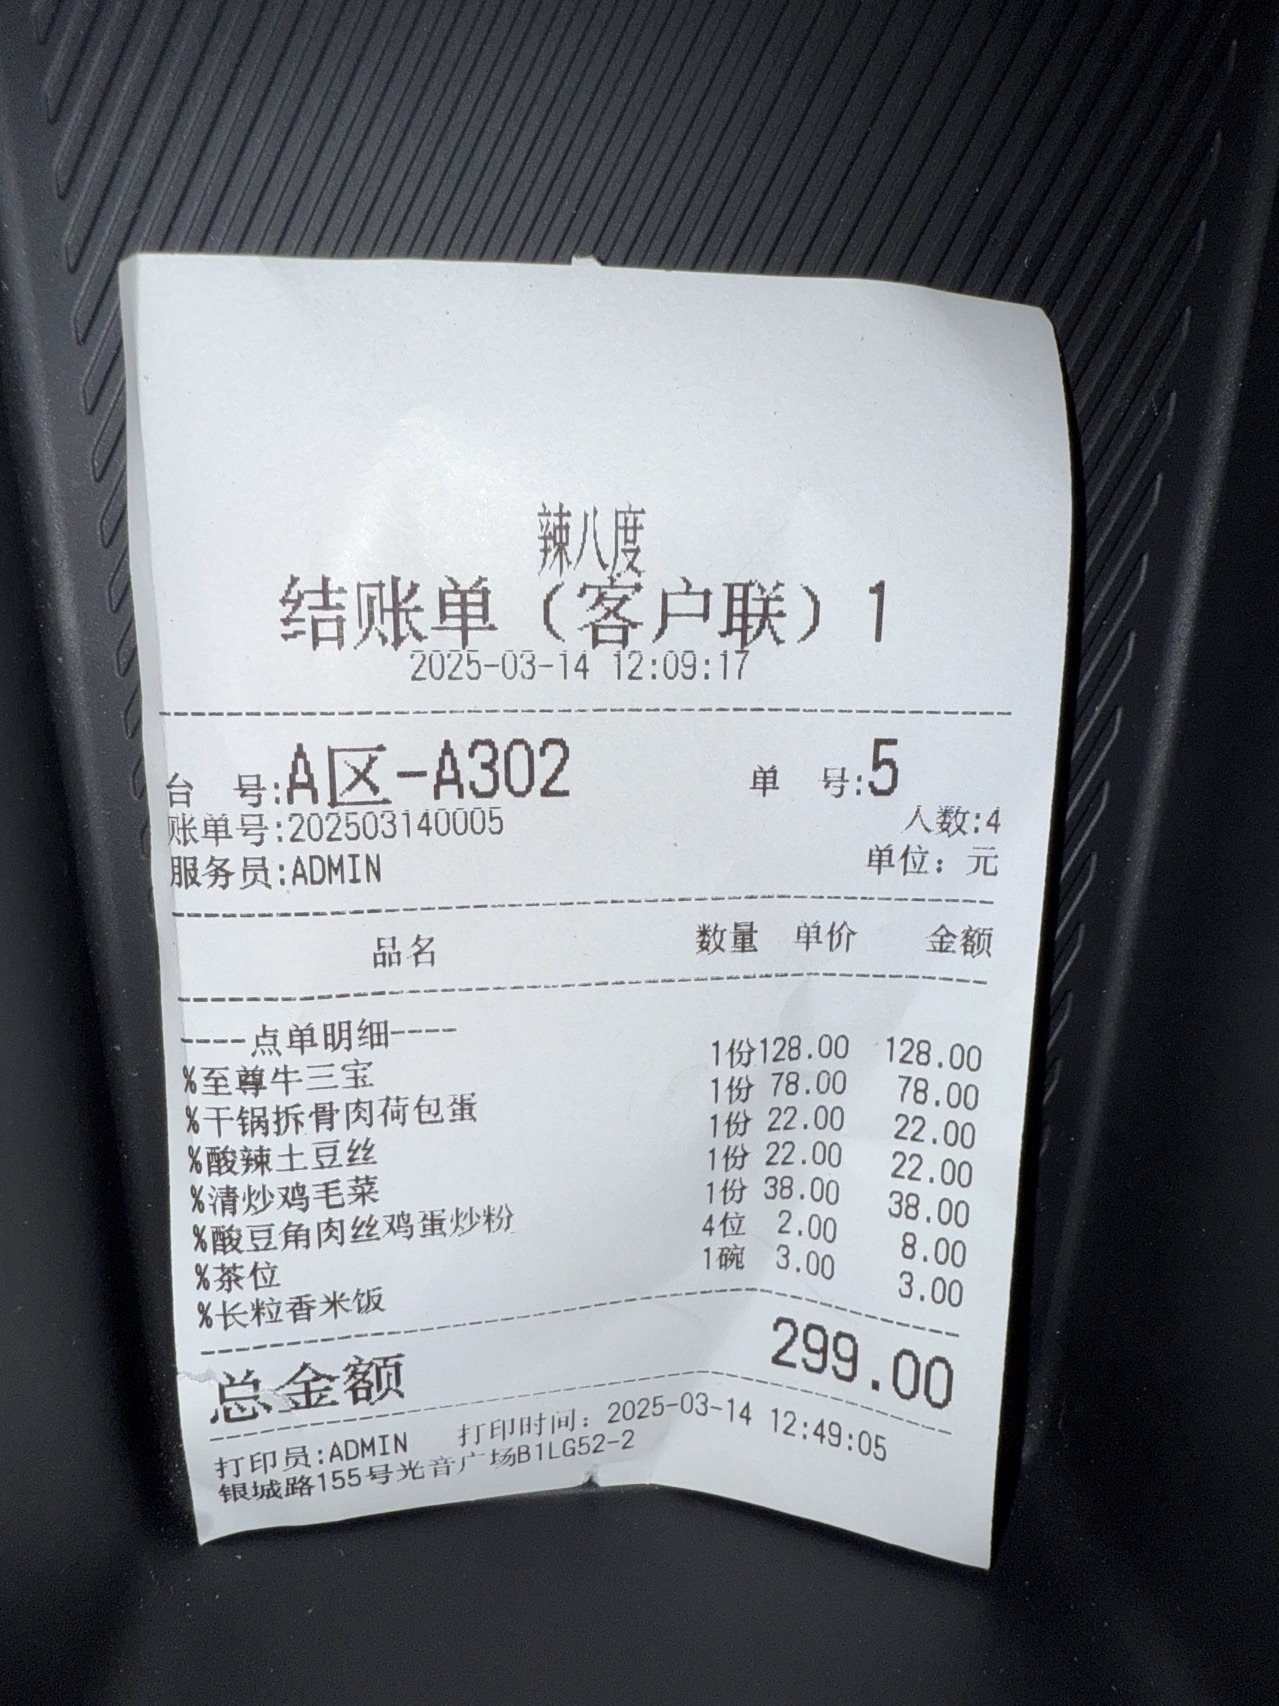 辣八度
结账单（客户联）1
2025-03-14 12:09:17
台 号:A区-A302 单 号:5
账单号:202503140005 人数:4
服务员:ADMIN 单位：元
品名 数量 单价 金额
----点单明细----
%至尊牛三宝 1份 128.00 128.00
%干锅拆骨肉荷包蛋 1份 78.00 78.00
%酸辣土豆丝 1份 22.00 22.00
%清炒鸡毛菜 1份 22.00 22.00
%酸豆角肉丝鸡蛋炒粉 1份 38.00 38.00
%茶位 4位 2.00 8.00
%长粒香米饭 1碗 3.00 3.00
总金额 299.00
打印员:ADMIN 打印时间：2025-03-14 12:49:05
银城路155号光音广场B1LG52-2